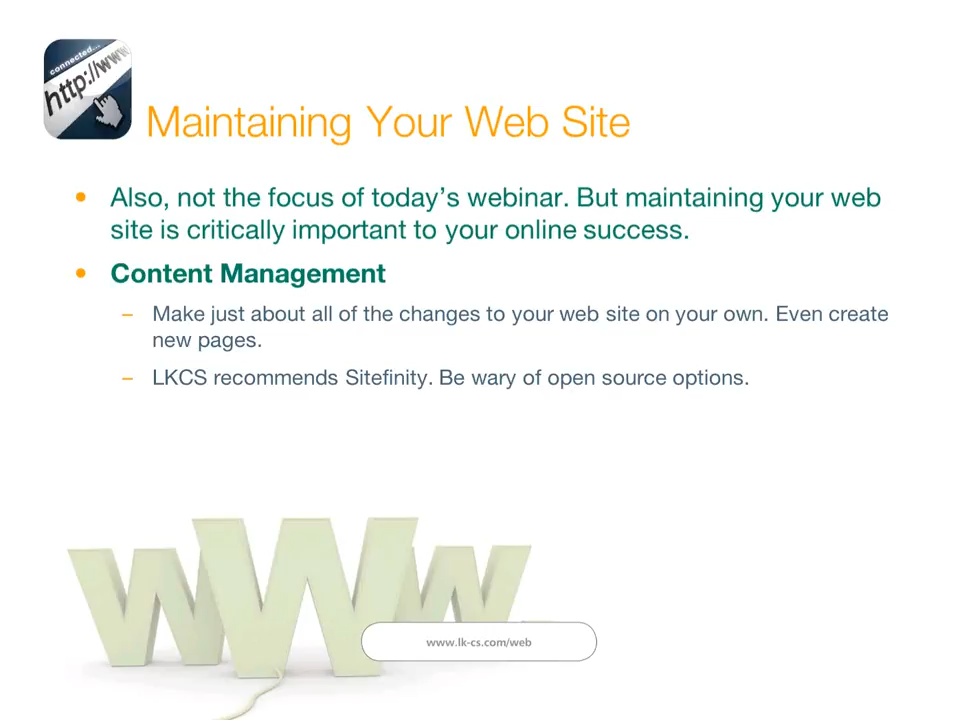 connected...
http://www
Maintaining Your Web Site
• Also, not the focus of today's webinar. But maintaining your web
site is critically important to your online success.
• Content Management
– Make just about all of the changes to your web site on your own. Even create
new pages.
– LKCS recommends Sitefinity. Be wary of open source options.
www
www.lk-cs.com/web